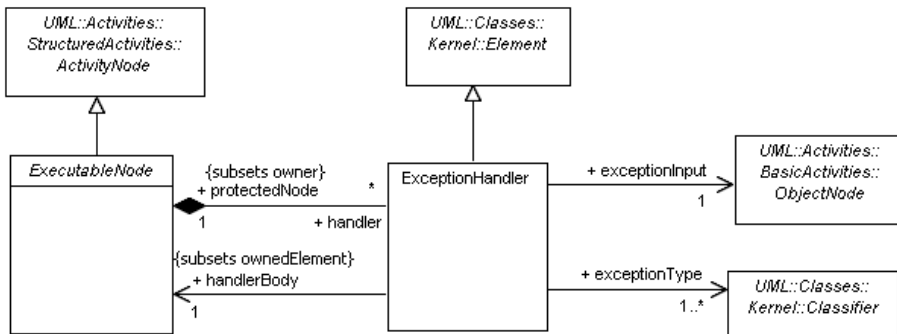 UML::Activities::
StructuredActivities::
ActivityNode
UML::Classes::
Kernel::Element
ExecutableNode
{subsets owner}
+ protectedNode
*
1
+ handler
{subsets ownedElement}
+ handlerBody
1
ExceptionHandler
+ exceptionInput
1
UML::Activities::
BasicActivities::
ObjectNode
+ exceptionType
1..*
UML::Classes::
Kernel::Classifier